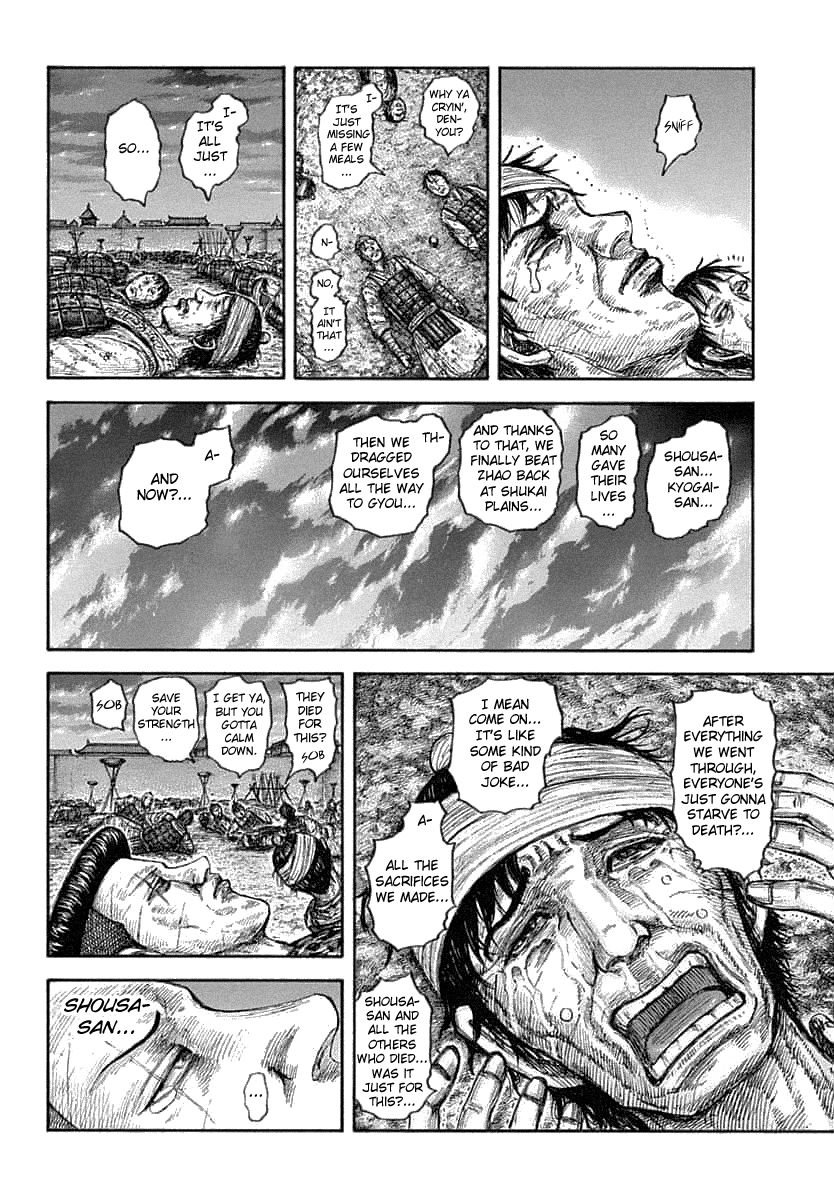 SNIFF
WHY YA
CRYIN',
DEN-
YOU?
I-
IT'S
JUST
MISSING
A FEW
MEALS
...
N-
NO,
IT
AIN'T
THAT
...
I-
IT'S
ALL
JUST
...
SO...
SHOUSA-
SAN...
KYOGAI-
SAN...
SO
MANY
GAVE
THEIR
LIVES
...
AND THANKS
TO THAT, WE
FINALLY BEAT
ZHAO BACK
AT SHUKAI
PLAINS...
TH-
THEN WE
DRAGGED
OURSELVES
ALL THE WAY
TO GYOU...
A-
AND
NOW?...
AFTER
EVERYTHING
WE WENT
THROUGH,
EVERYONE'S
JUST GONNA
STARVE TO
DEATH?...
I MEAN
COME ON...
IT'S LIKE
SOME KIND
OF BAD
JOKE...
A-
ALL THE
SACRIFICES
WE MADE...
SHOUSA-
SAN AND
ALL THE
OTHERS
WHO DIED...
WAS IT
JUST FOR
THIS?...
THEY
DIED
FOR
THIS?
SOB
I GET YA,
BUT YOU
GOTTA
CALM
DOWN.
SAVE
YOUR
STRENGTH
...
SOB
SHOUSA-
SAN...
...